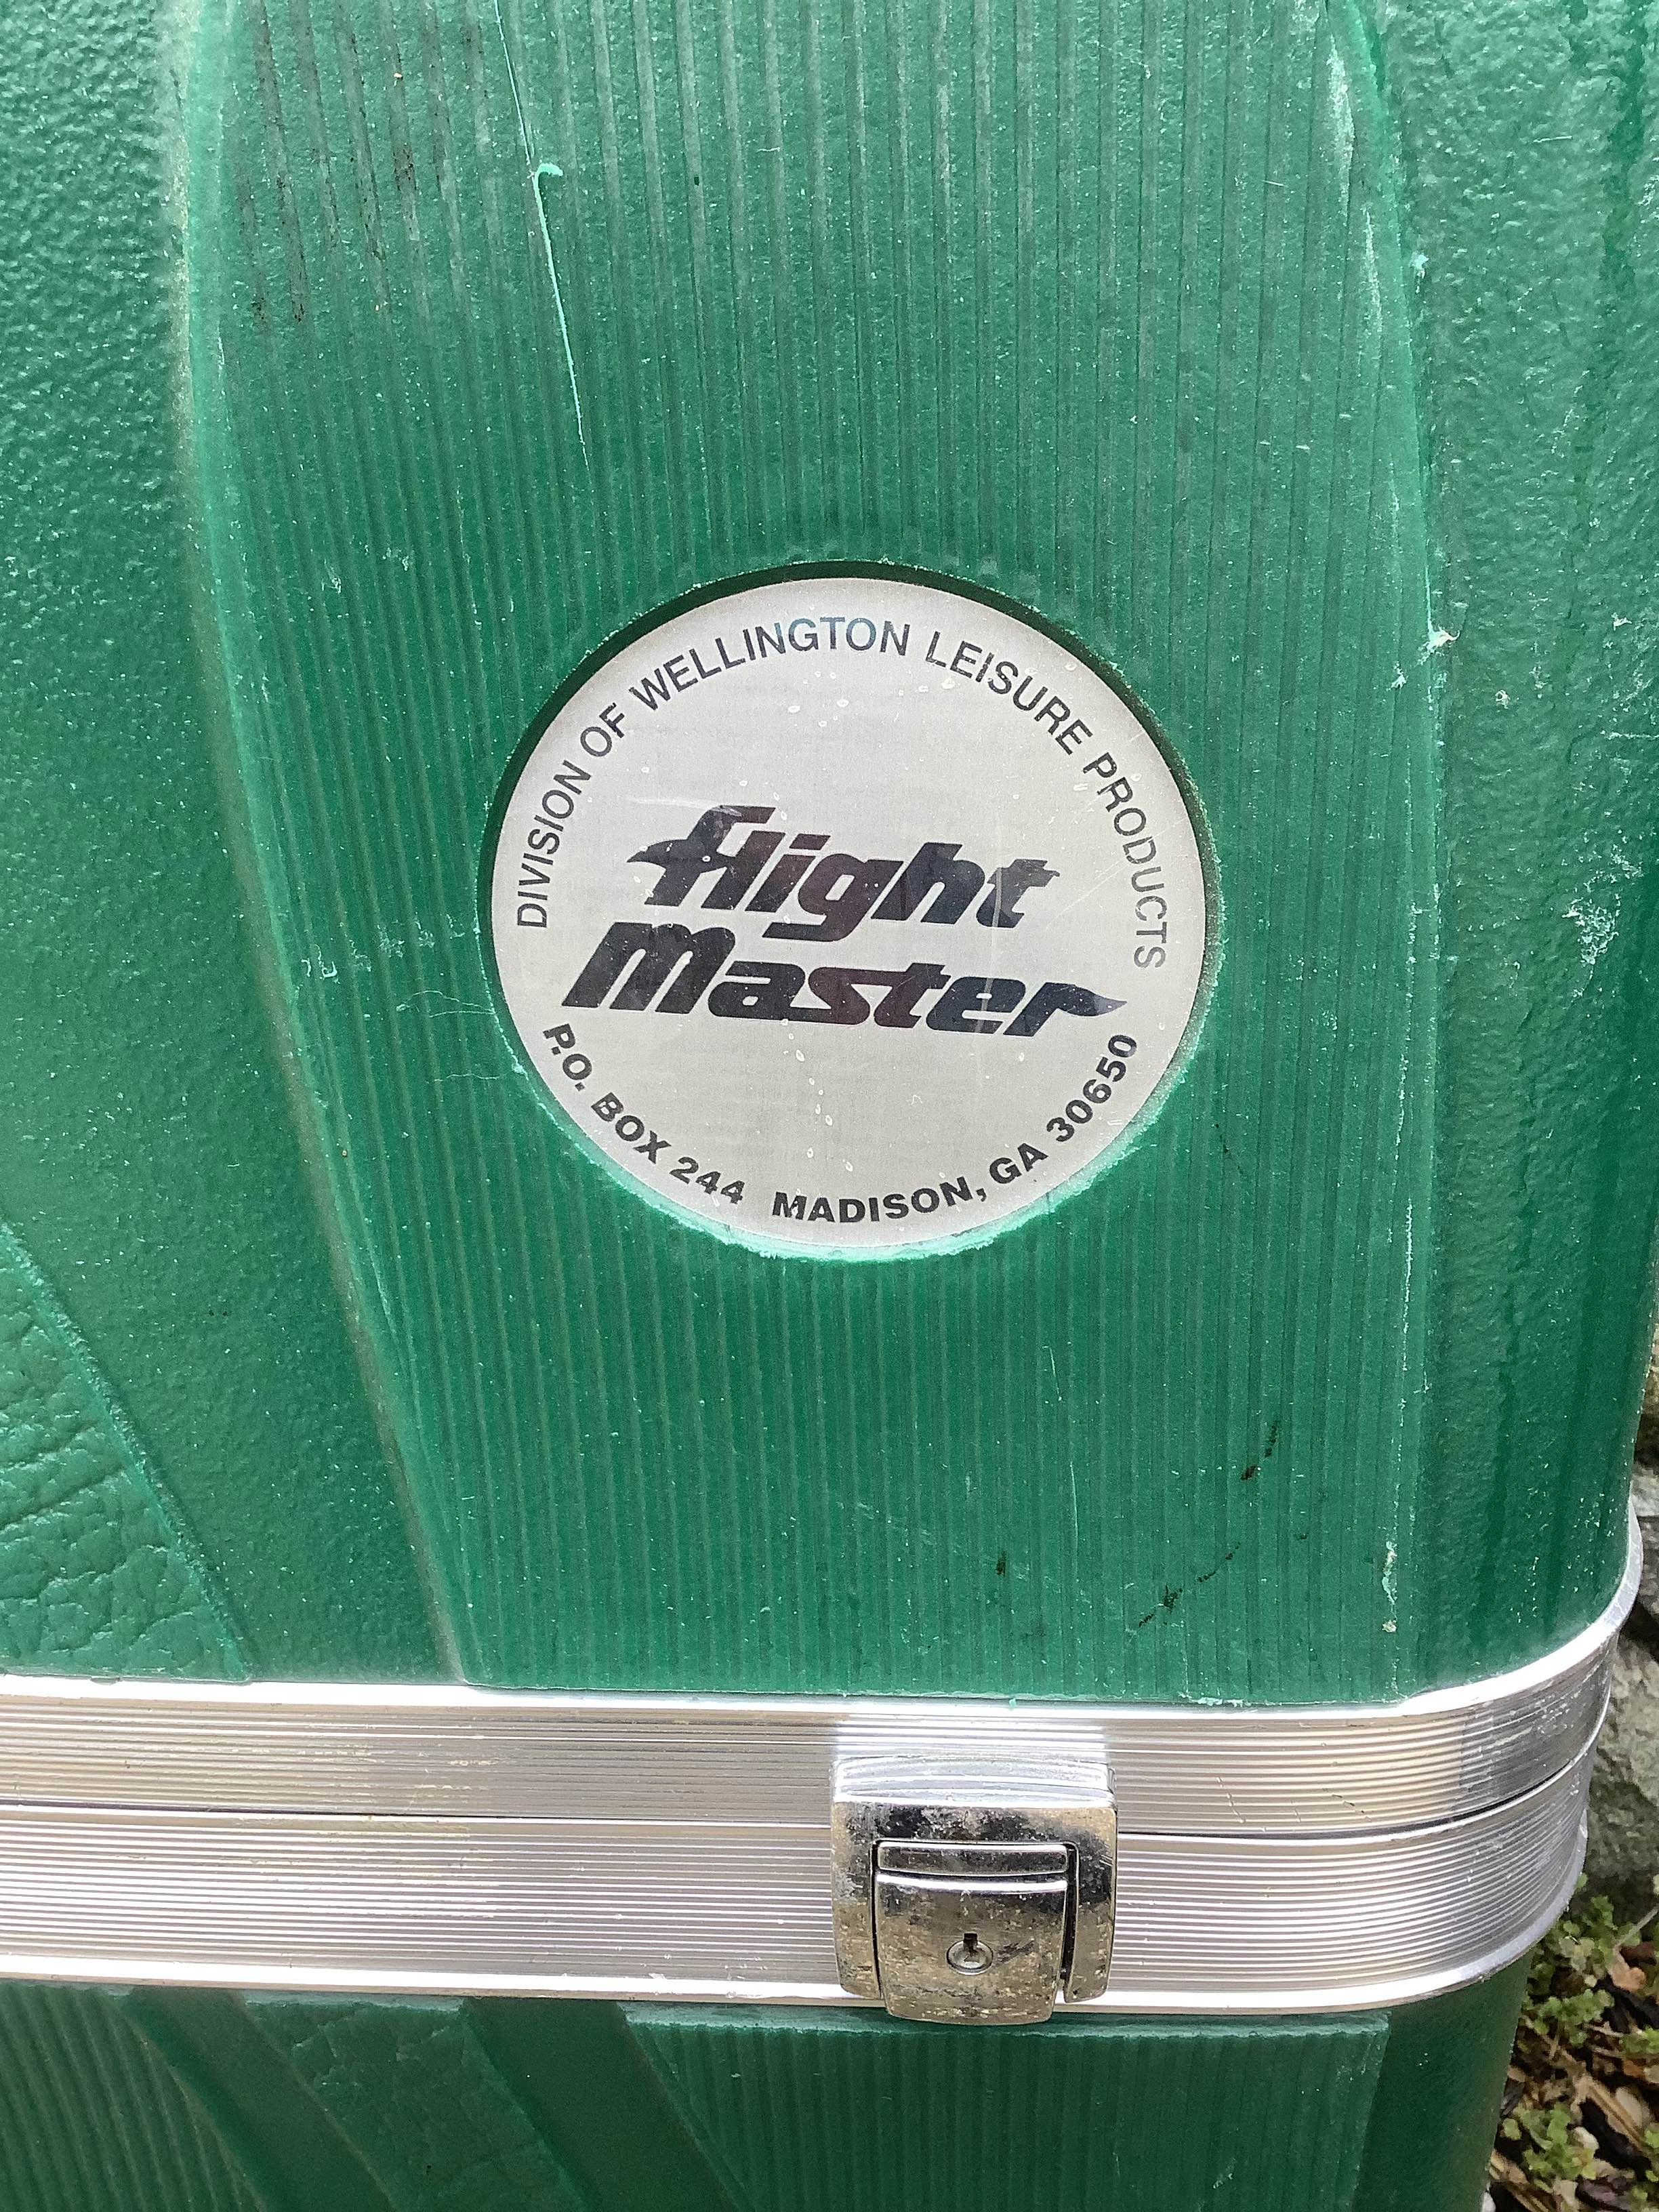 DIVISION OF WELLINGTON LEISURE PRODUCTS
flight
master
P.O. BOX 244 MADISON, GA 30650